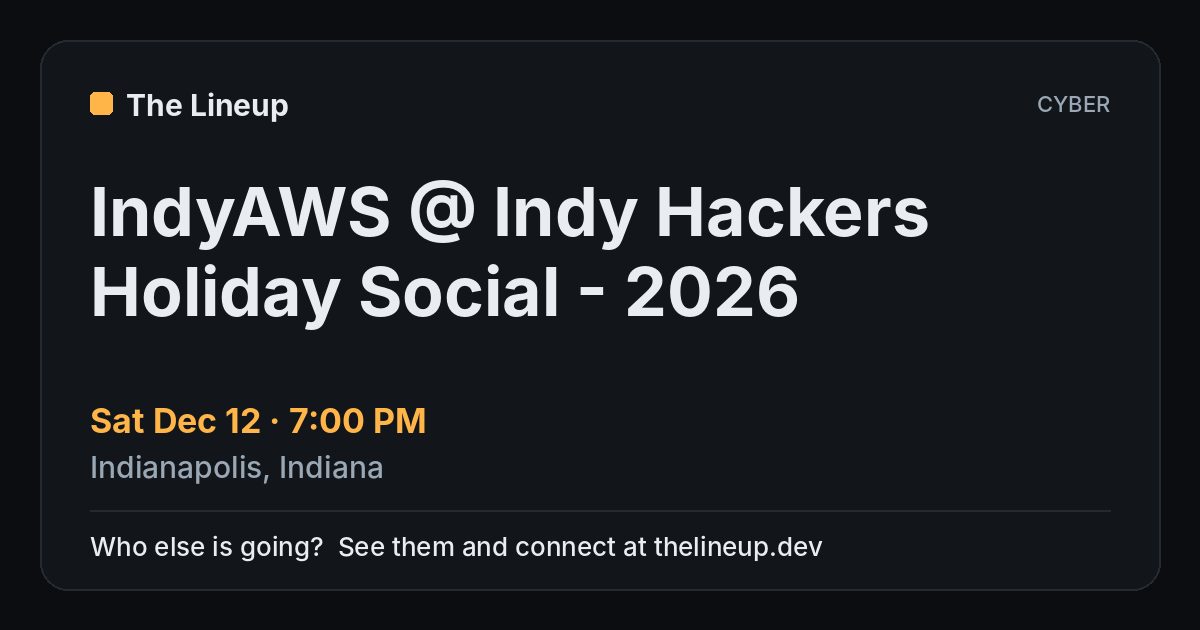 The Lineup
CYBER
IndyAWS @ Indy Hackers
Holiday Social - 2026
Sat Dec 12 · 7:00 PM
Indianapolis, Indiana
Who else is going? See them and connect at thelineup.dev